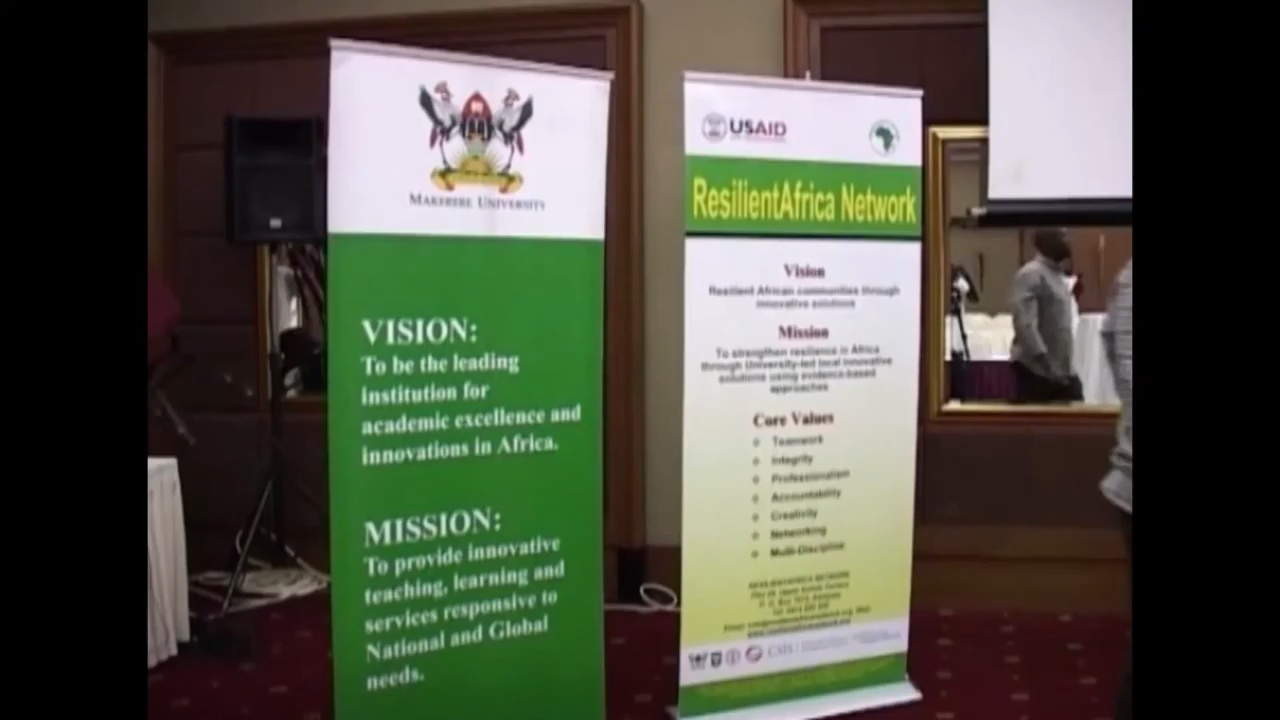 MAKERERE UNIVERSITY
VISION:
To be the leading
institution for
academic excellence and
innovations in Africa.
MISSION:
To provide innovative
teaching, learning and
services responsive to
National and Global
needs.
USAID
ResilientAfrica Network
Vision
Resilient African communities through
innovative solutions
Mission
To strengthen resilience in Africa
through University-led local innovative
solutions using evidence-based
approaches
Core Values
Teamwork
Integrity
Professionalism
Accountability
Creativity
Networking
Multi-Discipline
RESILIENTAFRICA NETWORK
CSIS